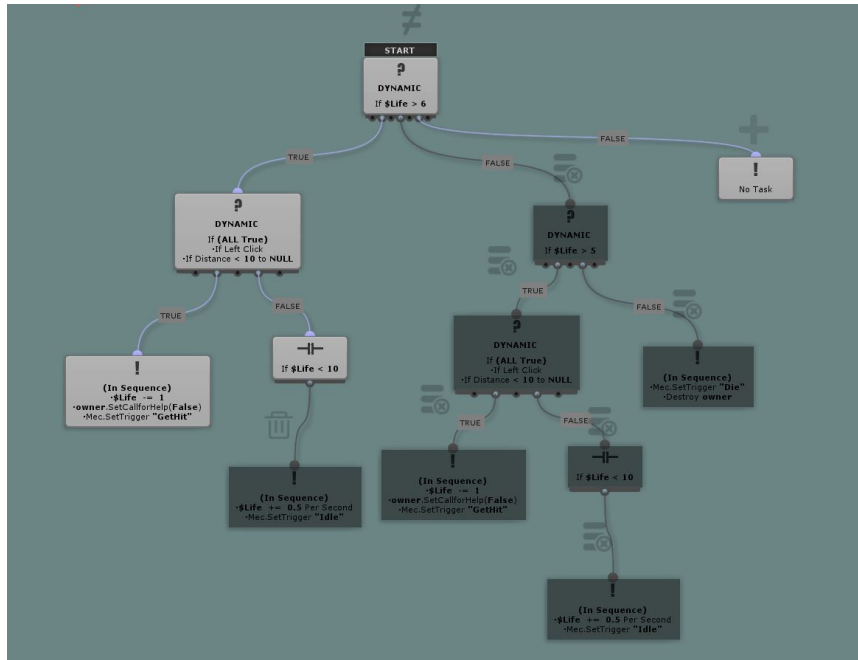 START
DYNAMIC
If $Life > 6
TRUE
FALSE
FALSE
No Task
DYNAMIC
If (ALL True)
·If Left Click
·If Distance < 10 to NULL
DYNAMIC
If $Life > 5
TRUE
FALSE
TRUE
FALSE
(In Sequence)
·$Life -= 1
·owner.SetCallforHelp(False)
·Mec.SetTrigger "GetHit"
If $Life < 10
DYNAMIC
If (ALL True)
·If Left Click
·If Distance < 10 to NULL
(In Sequence)
·Mec.SetTrigger "Die"
·Destroy owner
TRUE
FALSE
(In Sequence)
·$Life += 0.5 Per Second
·Mec.SetTrigger "Idle"
(In Sequence)
·$Life -= 1
·owner.SetCallforHelp(False)
·Mec.SetTrigger "GetHit"
If $Life < 10
(In Sequence)
·$Life += 0.5 Per Second
·Mec.SetTrigger "Idle"